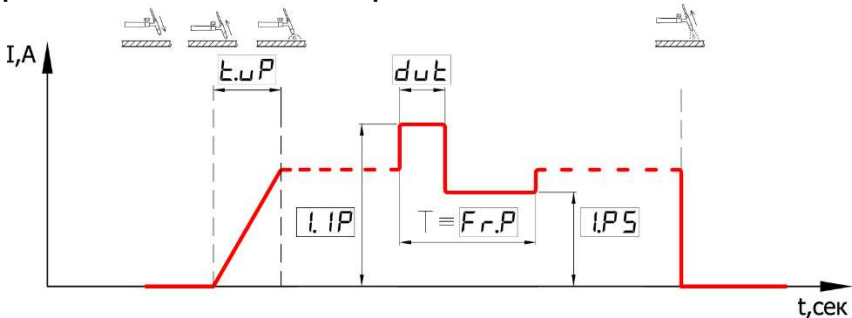 I,A
t.uP
dut
I.1P
T = Fr.P
I.PS
t,сек